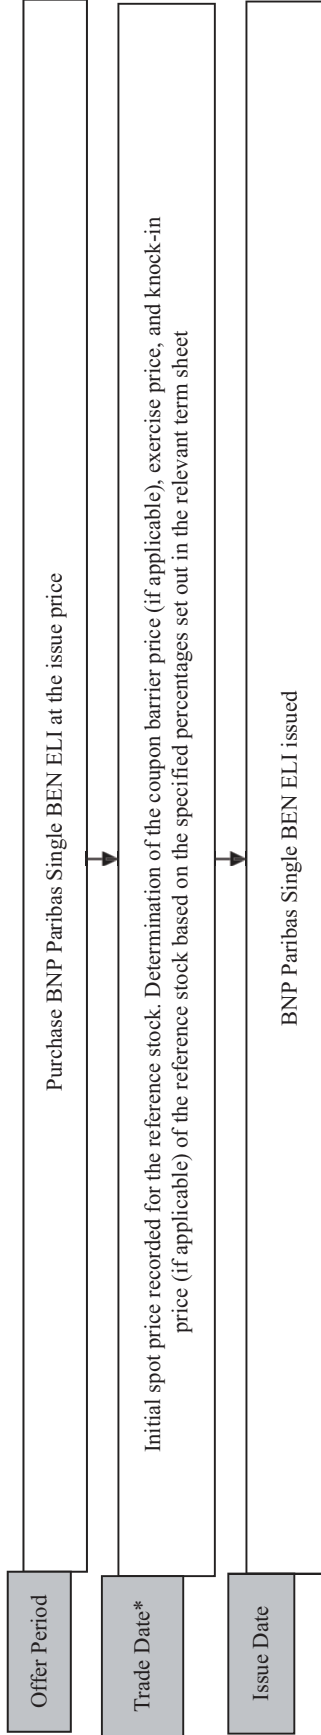 Offer Period
Purchase BNP Paribas Single BEN ELI at the issue price
Trade Date*
Initial spot price recorded for the reference stock. Determination of the coupon barrier price (if applicable), exercise price, and knock-in
price (if applicable) of the reference stock based on the specified percentages set out in the relevant term sheet
Issue Date
BNP Paribas Single BEN ELI issued